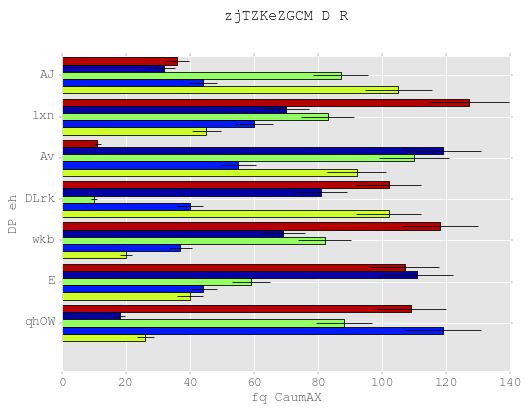 zjTZKeZGCM D R
AJ
lxn
Av
DLrk
wkb
E
qhOW
DP eh
0 20 40 60 80 100 120 140
fq CaumAX